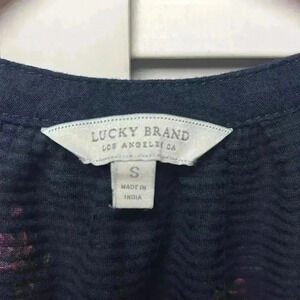 LUCKY BRAND
LOS ANGELES CA
S
MADE IN
INDIA